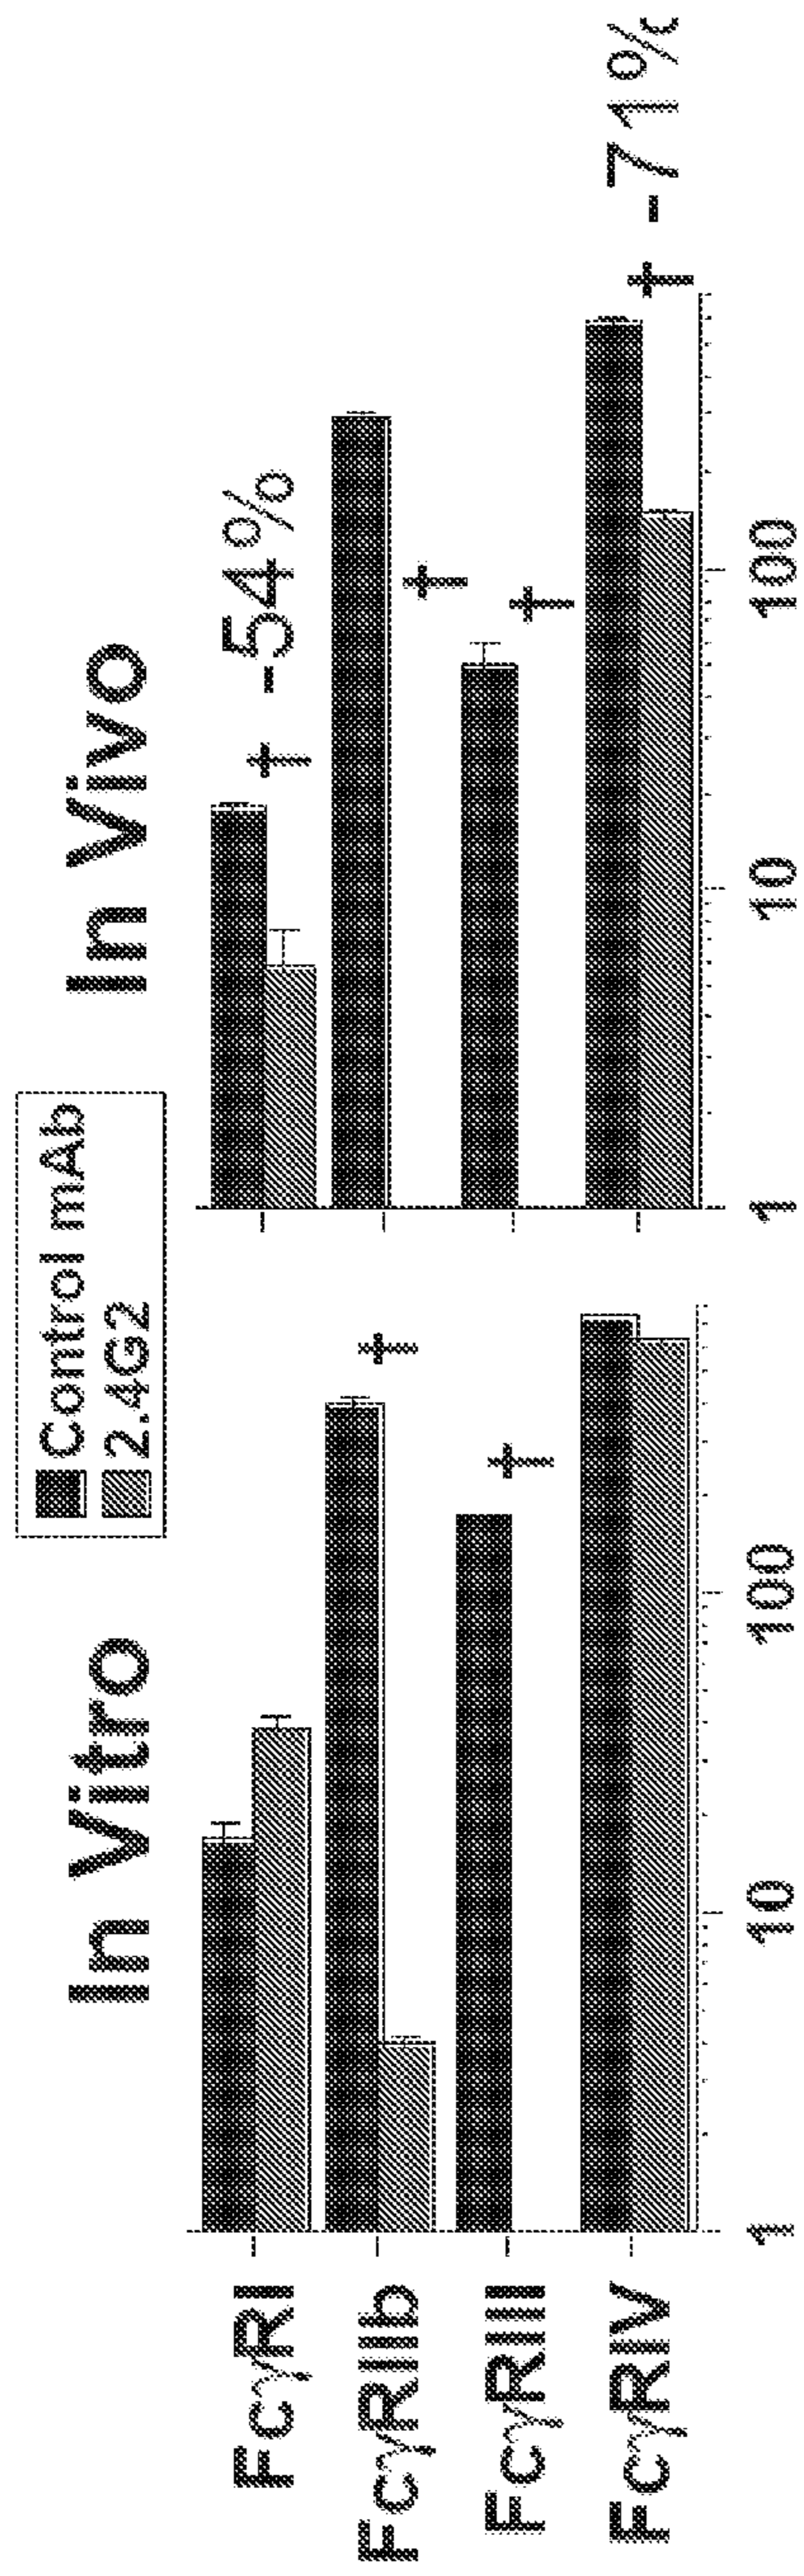 Control mAb
2.4G2
In Vitro
In Vivo
FcγRI
† -54%
FcγRIIb
†
†
FcγRIII
†
†
FcγRIV
† -71%
1
10
100
1
10
100